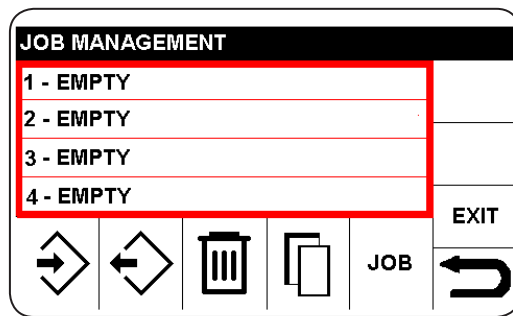 JOB MANAGEMENT
1 - EMPTY
2 - EMPTY
3 - EMPTY
4 - EMPTY
EXIT
JOB